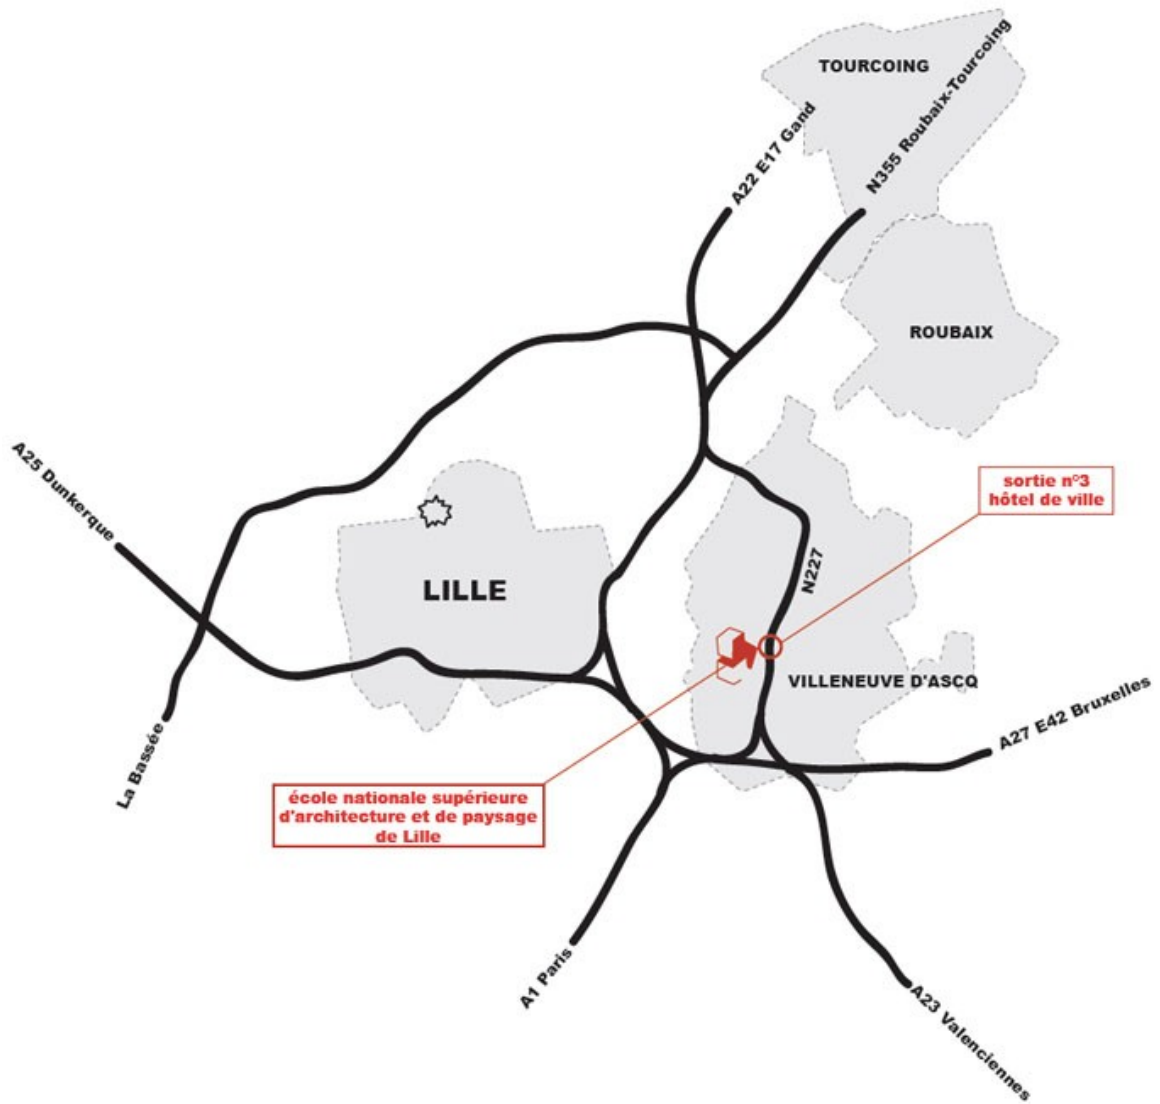 TOURCOING
N355 Roubaix-Tourcoing
A22 E17 Gand
ROUBAIX
A25 Dunkerque
sortie n°3
hôtel de ville
LILLE
N227
VILLENEUVE D'ASCQ
A27 E42 Bruxelles
La Bassée
école nationale supérieure
d'architecture et de paysage
de Lille
A1 Paris
A23 Valenciennes